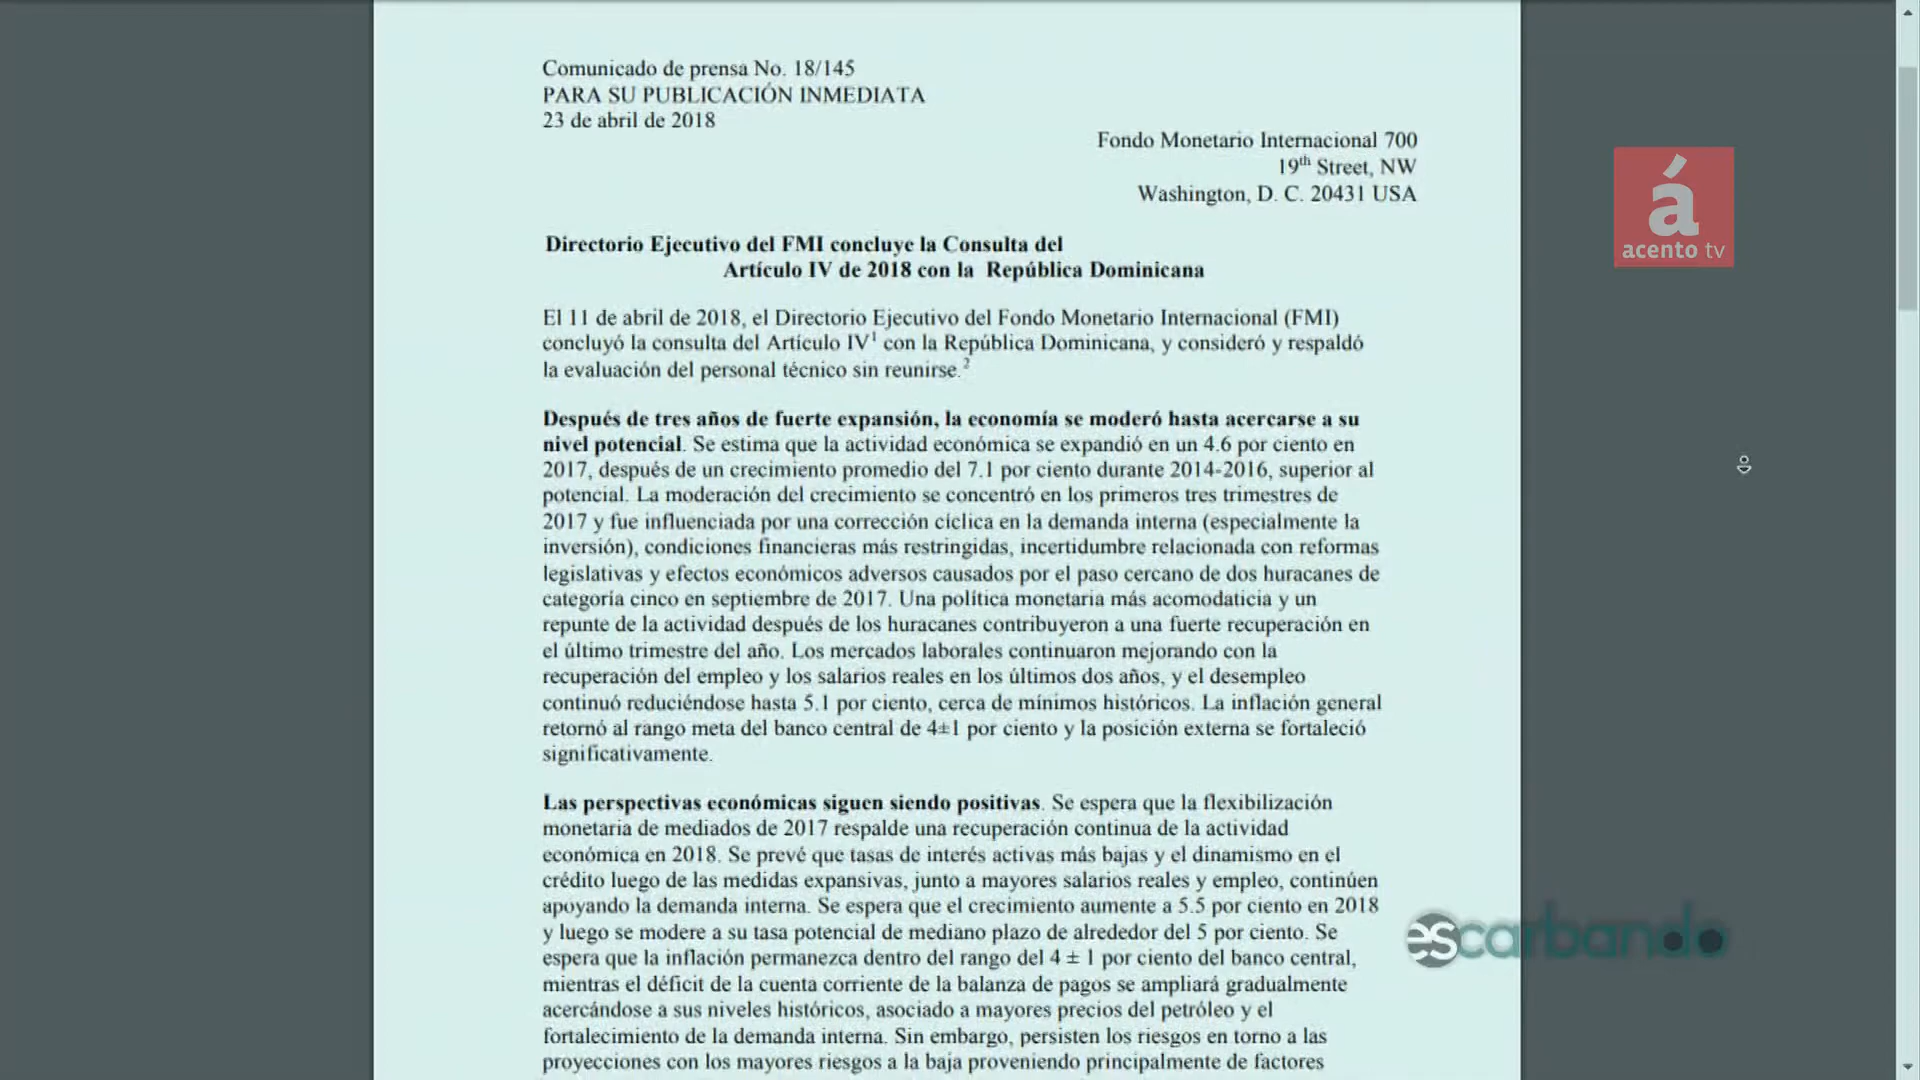 Comunicado de prensa No. 18/145
PARA SU PUBLICACIÓN INMEDIATA
23 de abril de 2018
Fondo Monetario Internacional 700
19th Street, NW
Washington, D. C. 20431 USA
á
acento tv
Directorio Ejecutivo del FMI concluye la Consulta del
Artículo IV de 2018 con la República Dominicana
El 11 de abril de 2018, el Directorio Ejecutivo del Fondo Monetario Internacional (FMI)
concluyó la consulta del Artículo IV1 con la República Dominicana, y consideró y respaldó
la evaluación del personal técnico sin reunirse.2
Después de tres años de fuerte expansión, la economía se moderó hasta acercarse a su
nivel potencial. Se estima que la actividad económica se expandió en un 4.6 por ciento en
2017, después de un crecimiento promedio del 7.1 por ciento durante 2014-2016, superior al
potencial. La moderación del crecimiento se concentró en los primeros tres trimestres de
2017 y fue influenciada por una corrección cíclica en la demanda interna (especialmente la
inversión), condiciones financieras más restringidas, incertidumbre relacionada con reformas
legislativas y efectos económicos adversos causados por el paso cercano de dos huracanes de
categoría cinco en septiembre de 2017. Una política monetaria más acomodaticia y un
repunte de la actividad después de los huracanes contribuyeron a una fuerte recuperación en
el último trimestre del año. Los mercados laborales continuaron mejorando con la
recuperación del empleo y los salarios reales en los últimos dos años, y el desempleo
continuó reduciéndose hasta 5.1 por ciento, cerca de mínimos históricos. La inflación general
retornó al rango meta del banco central de 4±1 por ciento y la posición externa se fortaleció
significativamente.
Las perspectivas económicas siguen siendo positivas. Se espera que la flexibilización
monetaria de mediados de 2017 respalde una recuperación continua de la actividad
económica en 2018. Se prevé que tasas de interés activas más bajas y el dinamismo en el
crédito luego de las medidas expansivas, junto a mayores salarios reales y empleo, continúen
apoyando la demanda interna. Se espera que el crecimiento aumente a 5.5 por ciento en 2018
y luego se modere a su tasa potencial de mediano plazo de alrededor del 5 por ciento. Se
espera que la inflación permanezca dentro del rango del 4 ± 1 por ciento del banco central,
mientras el déficit de la cuenta corriente de la balanza de pagos se ampliará gradualmente
acercándose a sus niveles históricos, asociado a mayores precios del petróleo y el
fortalecimiento de la demanda interna. Sin embargo, persisten los riesgos en torno a las
proyecciones con los mayores riesgos a la baja proveniendo principalmente de factores
escarbando